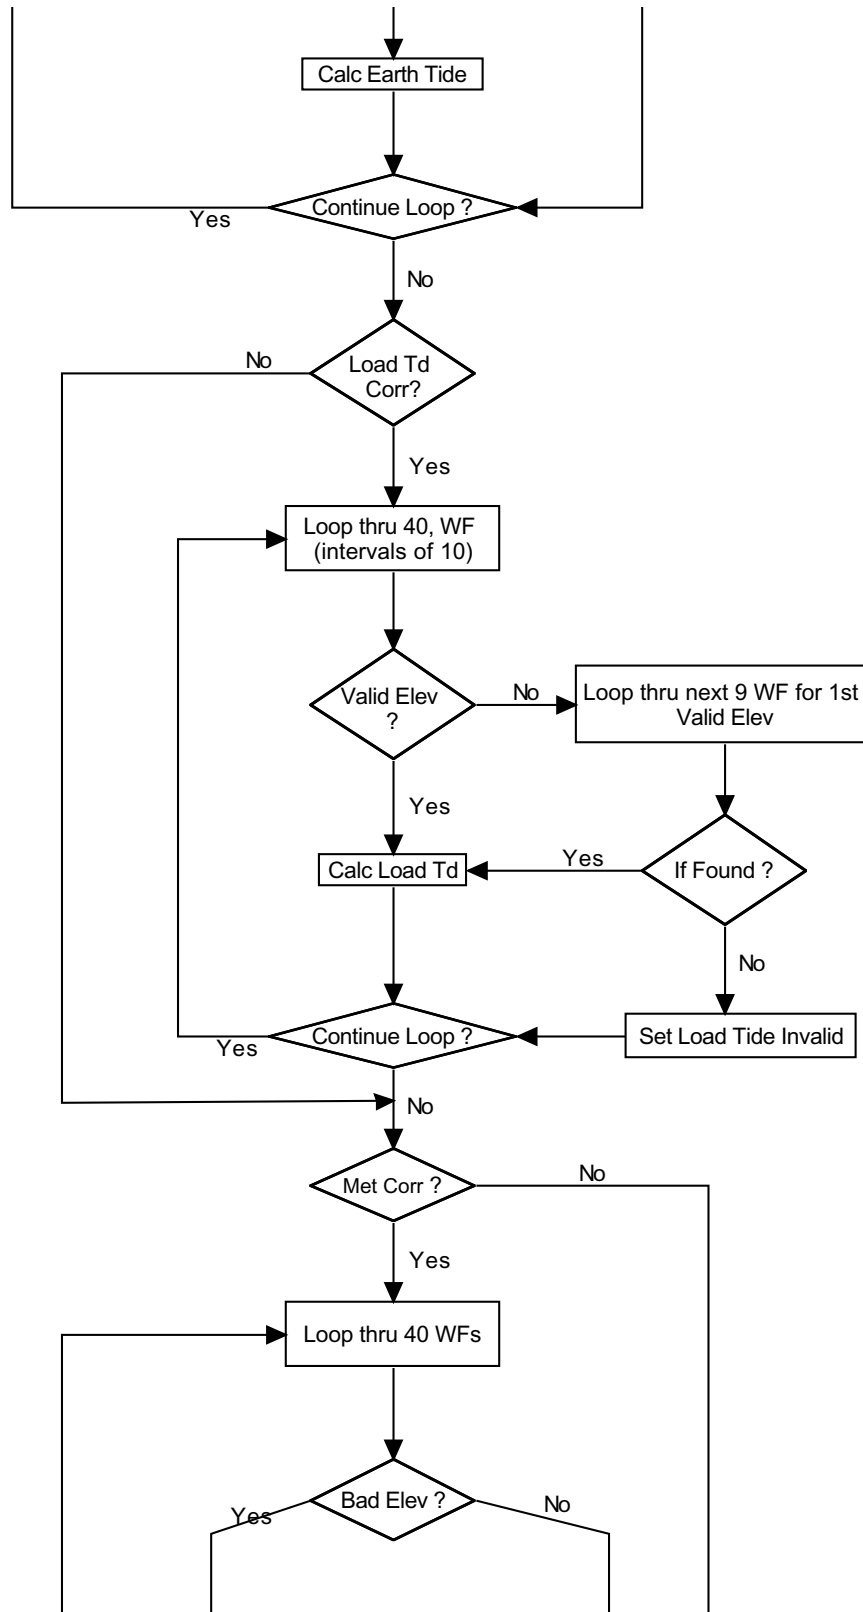 Calc Earth Tide
Continue Loop ?
Yes
No
Load Td
Corr?
No
Yes
Loop thru 40, WF
(intervals of 10)
Valid Elev
?
No
Loop thru next 9 WF for 1st
Valid Elev
Yes
Calc Load Td
Yes
If Found ?
No
Continue Loop ?
Yes
Set Load Tide Invalid
No
Met Corr ?
No
Yes
Loop thru 40 WFs
Bad Elev ?
Yes
No